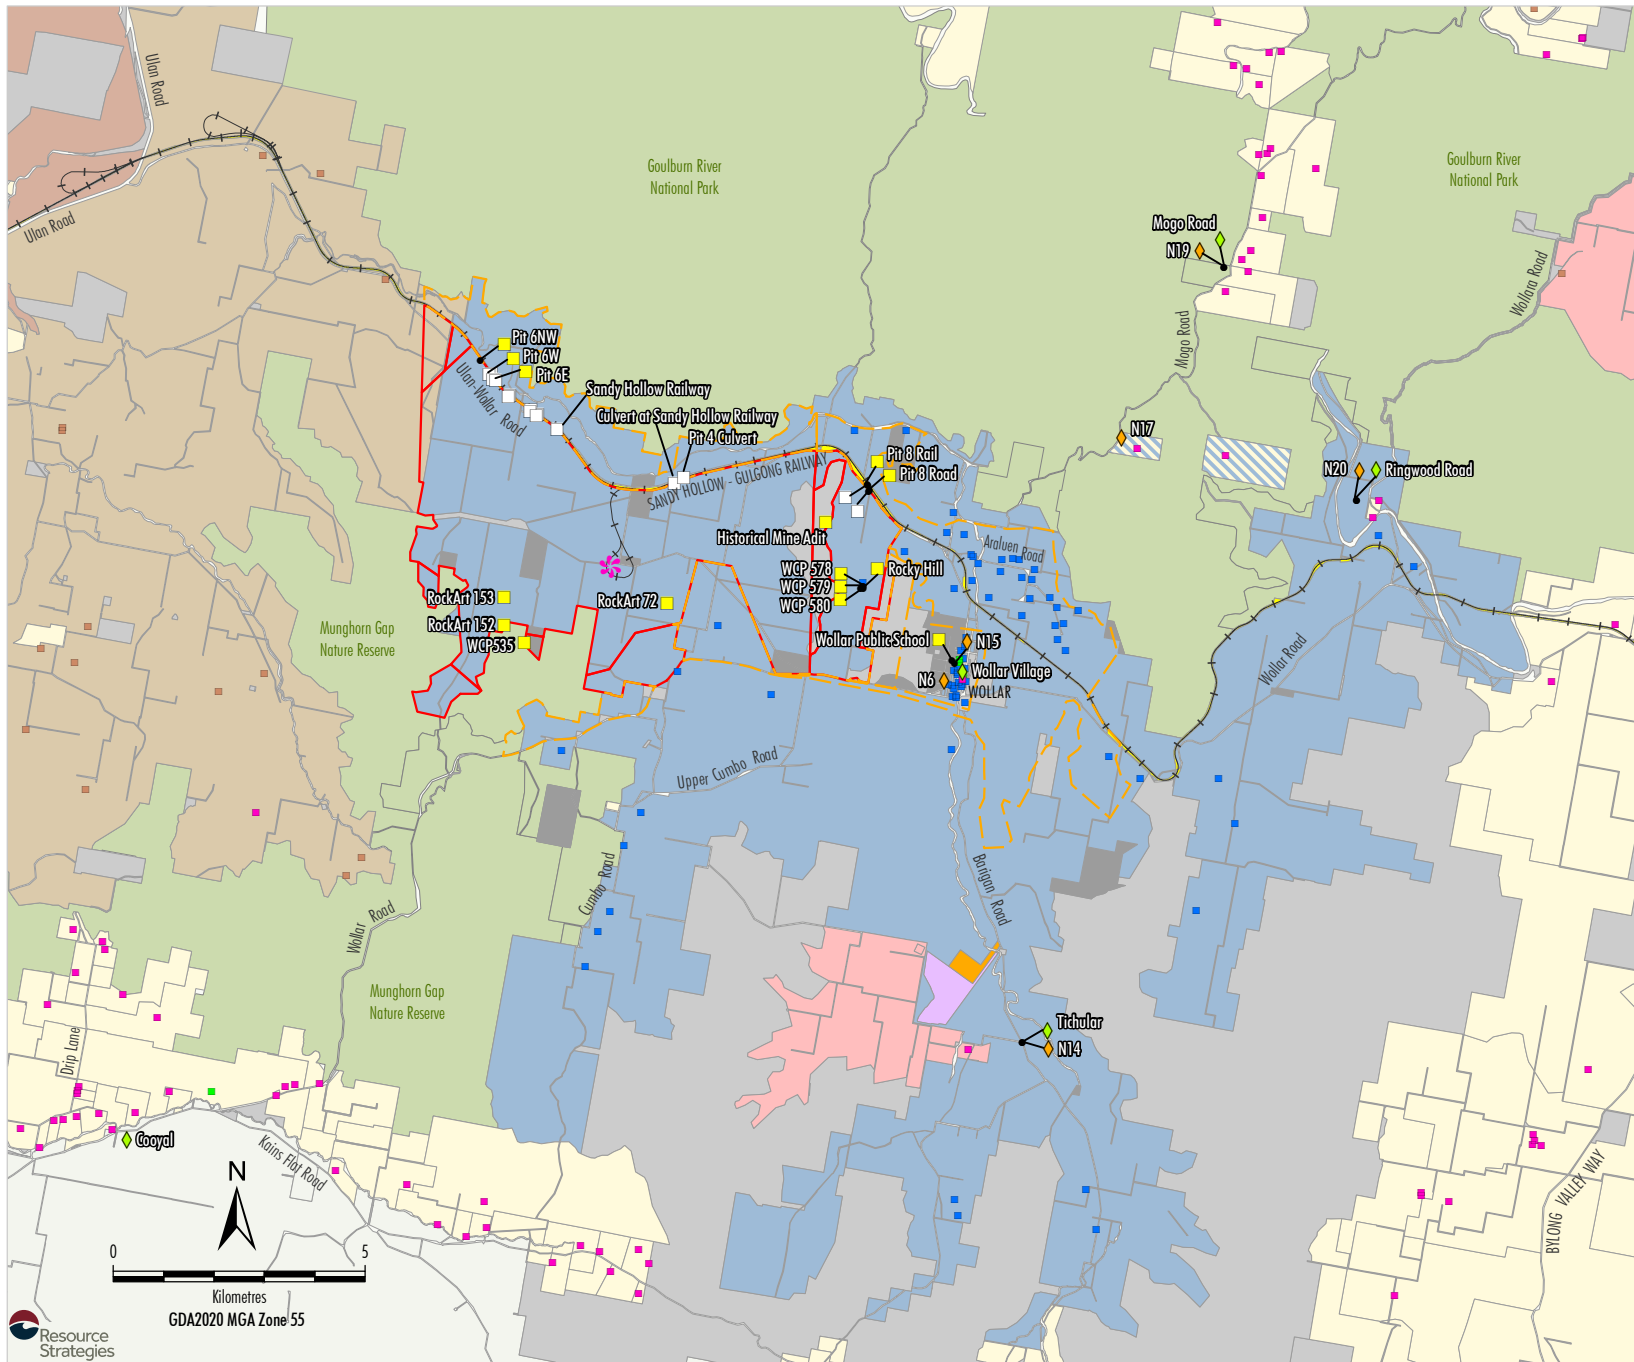 Ulan Road
Goulburn River
National Park
Goulburn River
National Park
Ulan Road
Mogo Road
N19
Wollara Road
Mogo Road
Pit 6NW
Pit 6W
Pit 6E
Ulan-Wollar Road
Sandy Hollow Railway
Culvert at Sandy Hollow Railway
Pit 4 Culvert
N17
SANDY HOLLOW - GULGONG RAILWAY
Pit 8 Rail
Pit 8 Road
N20
Ringwood Road
Historical Mine Adit
Araluen Road
WCP 578
WCP 579
WCP 580
Rocky Hill
RockArt 153
RockArt 72
RockArt 152
WCP535
Munghorn Gap
Nature Reserve
Wollar Public School
N15
Wollar Village
N6
WOLLAR
Wollar Road
Upper Cumbo Road
Cumbo Road
Barigan Road
Wollar Road
Munghorn Gap
Nature Reserve
Drip Lane
Tichular
N14
Cooyal
Kains Flat Road
BYLONG VALLEY WAY
N
0
5
Kilometres
GDA2020 MGA Zone 55
Resource
Strategies